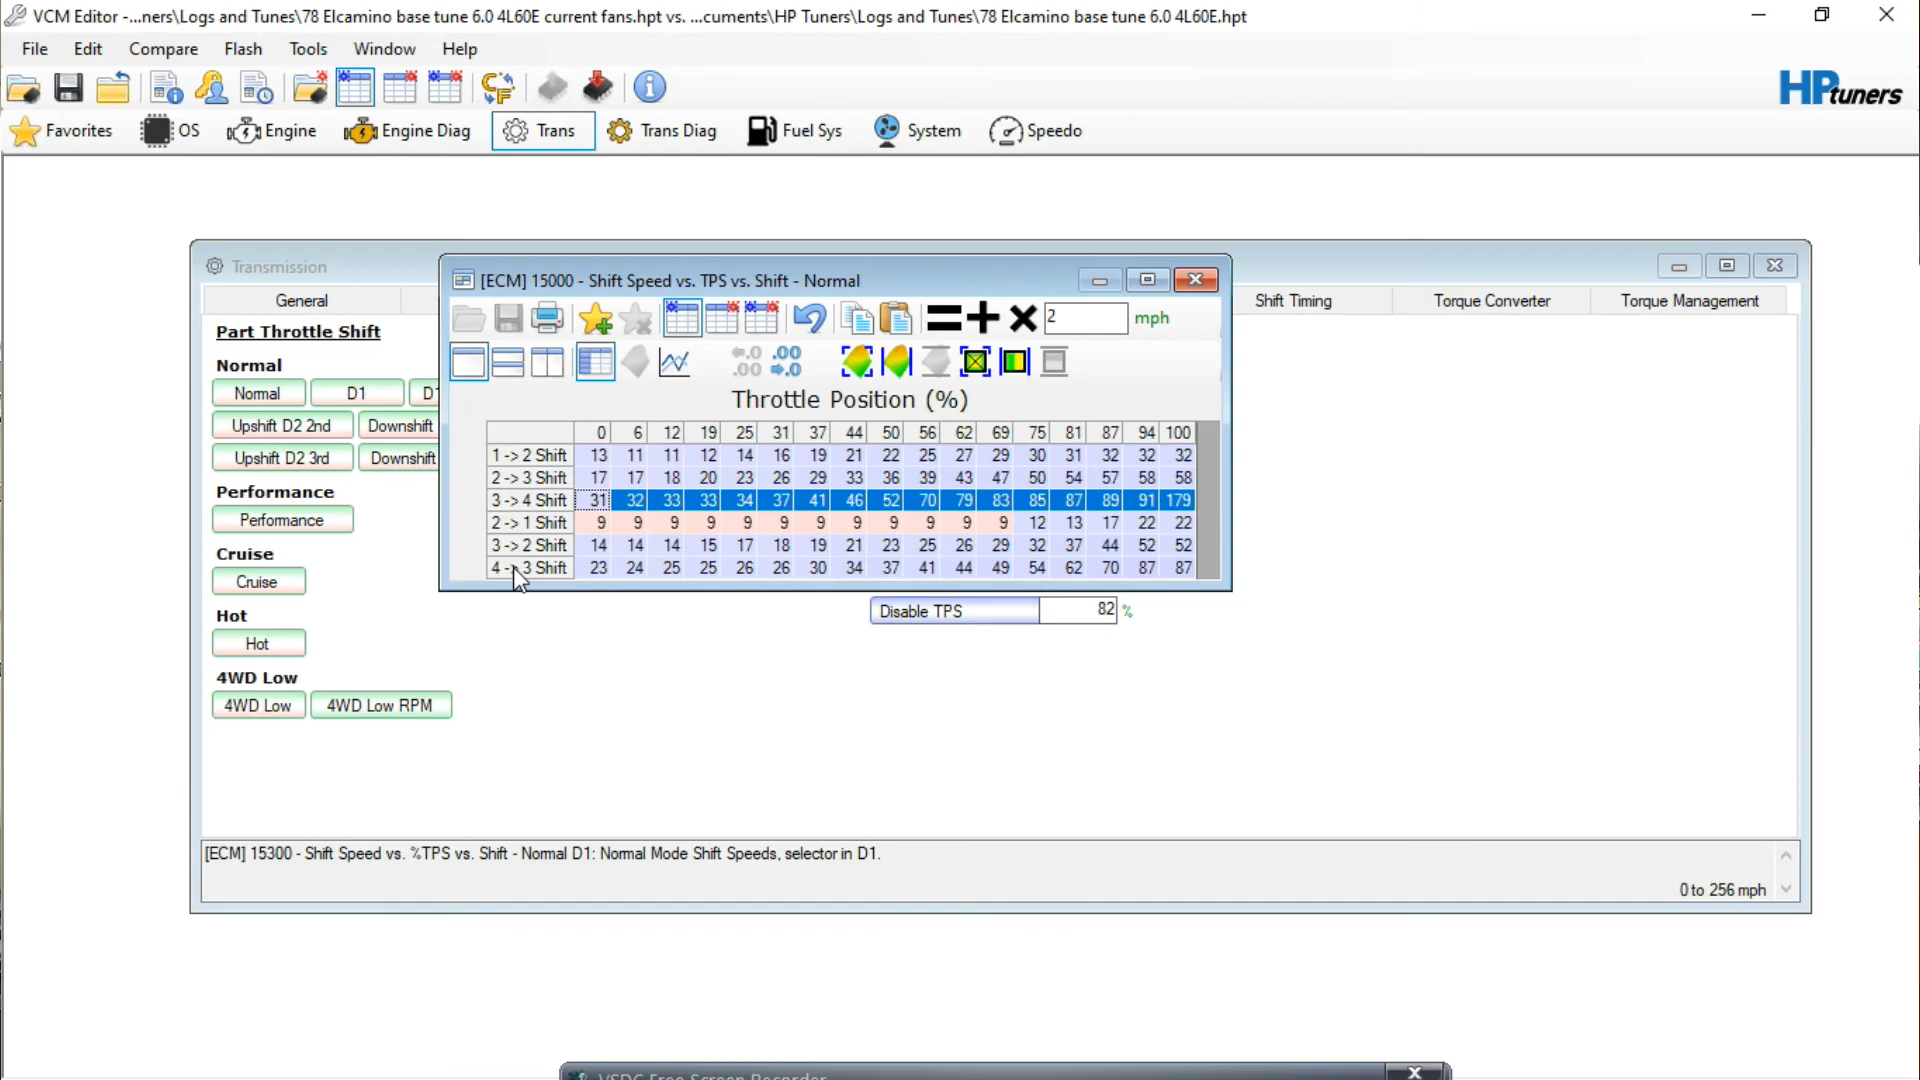 VCM Editor -...ners\Logs and Tunes\78 Elcamino base tune 6.0 4L60E current fans.hpt vs. ...cuments\HP Tuners\Logs and Tunes\78 Elcamino base tune 6.0 4L60E.hpt
File Edit Compare Flash Tools Window Help
HPtuners
Favorites OS Engine Engine Diag Trans Trans Diag Fuel Sys System Speedo
Transmission
[ECM] 15000 - Shift Speed vs. TPS vs. Shift - Normal
General Shift Timing Torque Converter Torque Management
2 mph
Part Throttle Shift
Normal
Normal D1 D1
Upshift D2 2nd Downshift
Upshift D2 3rd Downshift
Performance
Performance
Cruise
Cruise
Hot
Hot
4WD Low
4WD Low 4WD Low RPM
Throttle Position (%)
0 6 12 19 25 31 37 44 50 56 62 69 75 81 87 94 100
1 -> 2 Shift 13 11 11 12 14 16 19 21 22 25 27 29 30 31 32 32 32
2 -> 3 Shift 17 17 18 20 23 26 29 33 36 39 43 47 50 54 57 58 58
3 -> 4 Shift 31 32 33 33 34 37 41 46 52 70 79 83 85 87 89 91 179
2 -> 1 Shift 9 9 9 9 9 9 9 9 9 9 9 9 12 13 17 22 22
3 -> 2 Shift 14 14 14 15 17 18 19 21 23 25 26 29 32 37 44 52 52
4 -> 3 Shift 23 24 25 25 26 26 30 34 37 41 44 49 54 62 70 87 87
Disable TPS 82 %
[ECM] 15300 - Shift Speed vs. %TPS vs. Shift - Normal D1: Normal Mode Shift Speeds, selector in D1.
0 to 256 mph
VSDC Free Screen Recorder